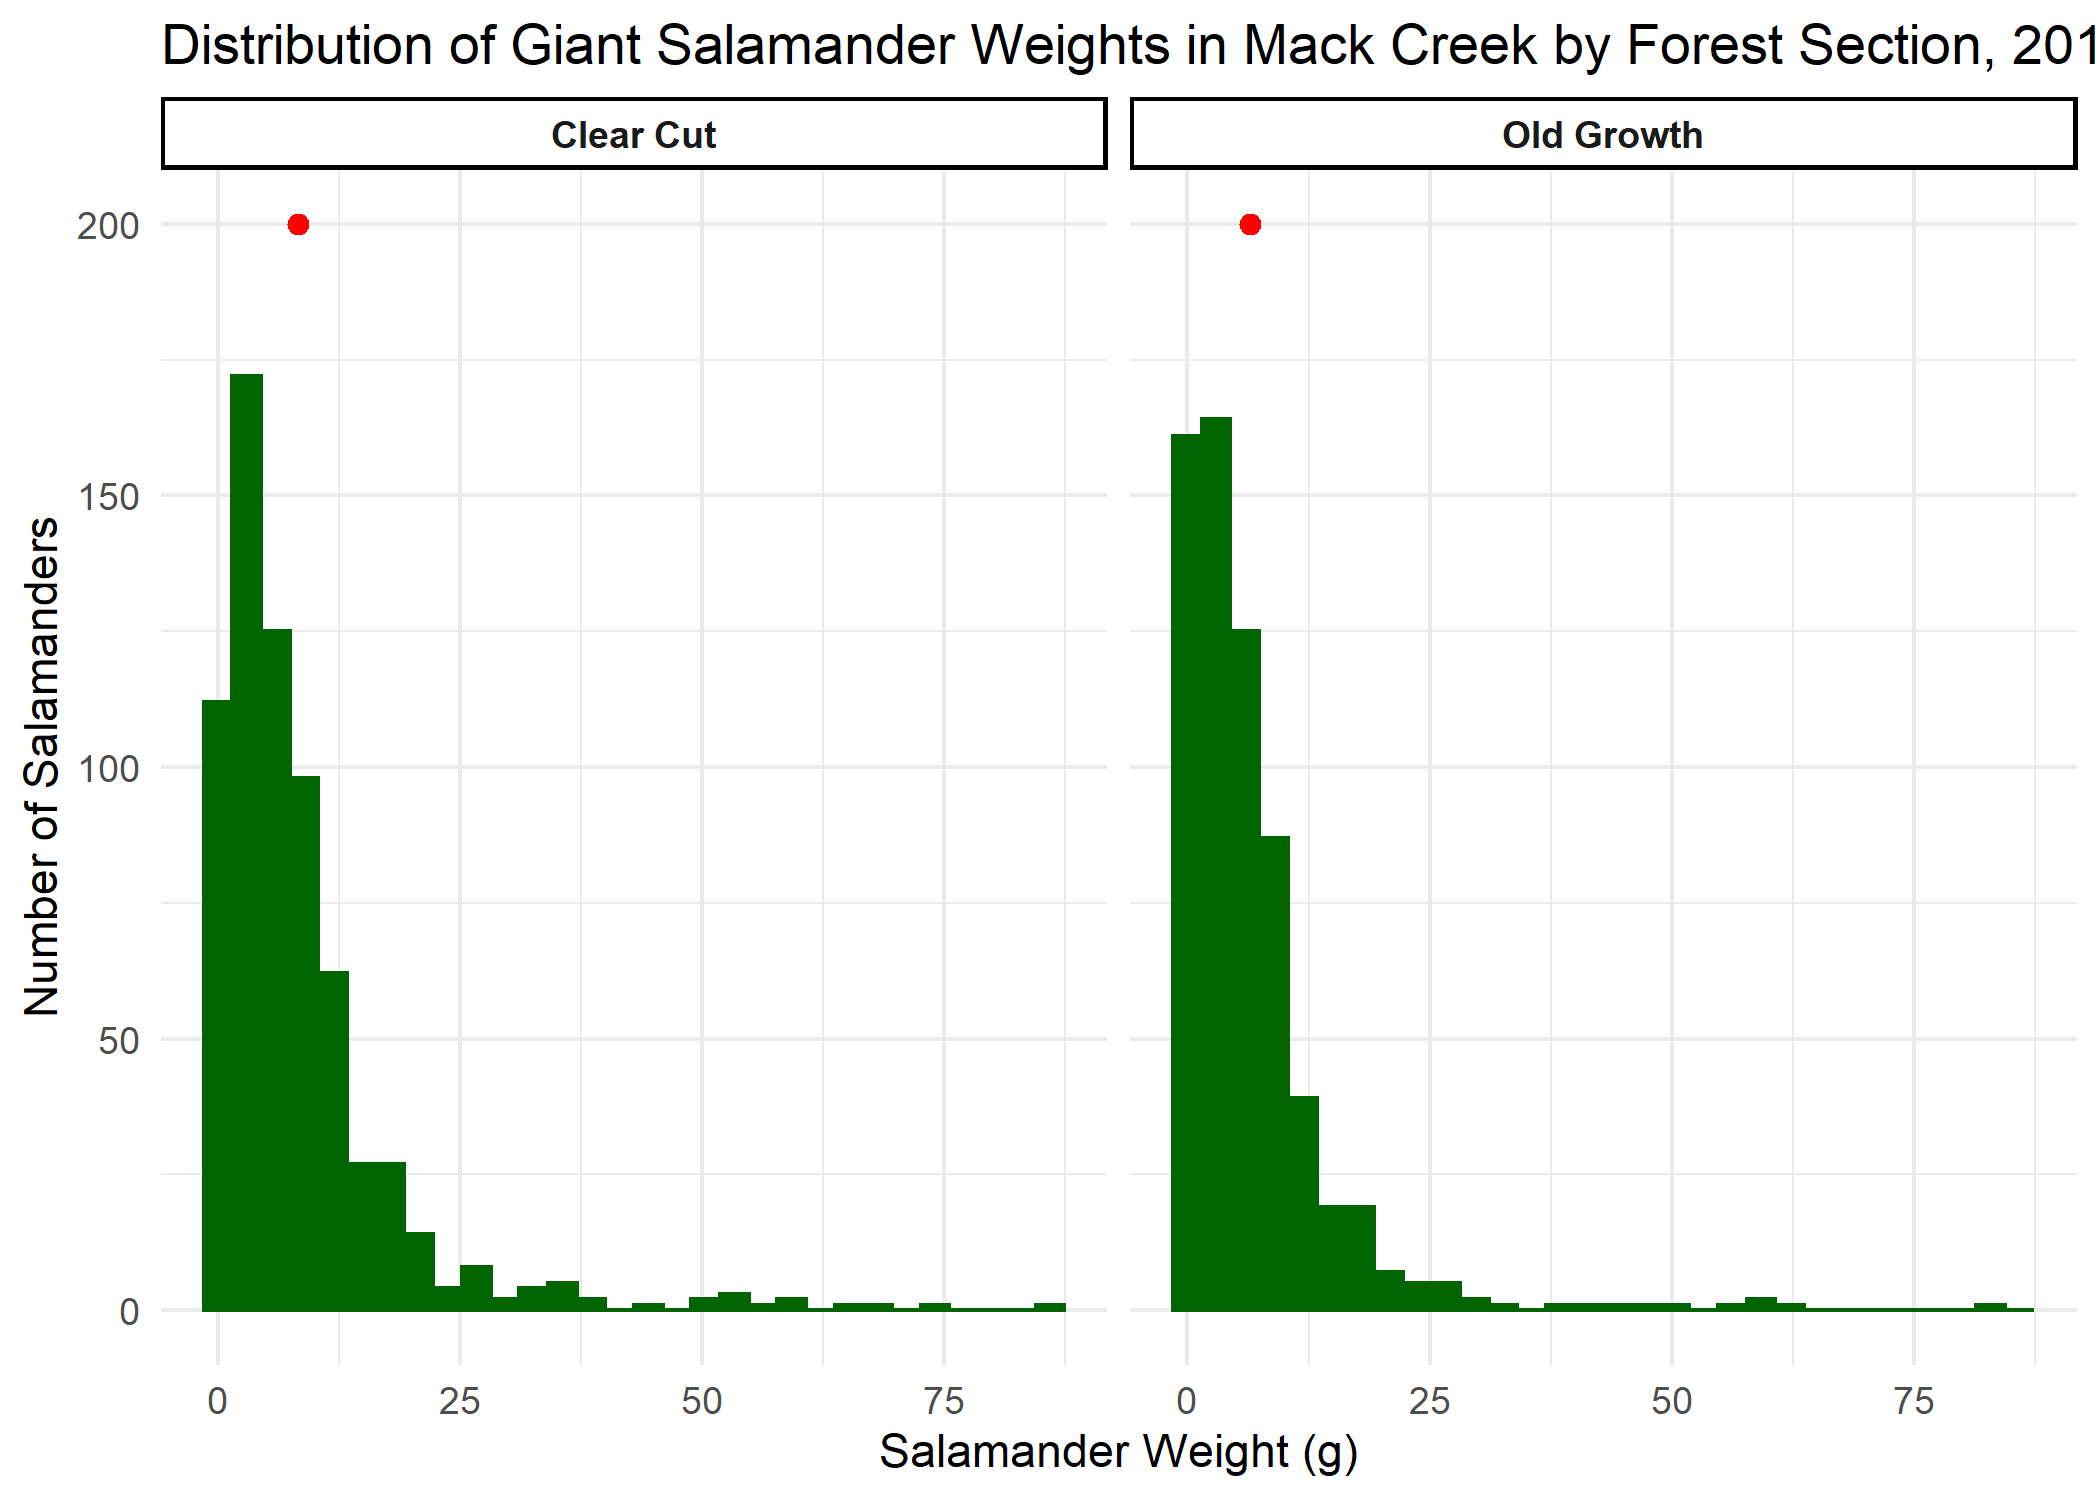 Distribution of Giant Salamander Weights in Mack Creek by Forest Section, 201
Clear Cut
Old Growth
200
150
100
50
0
Number of Salamanders
0 25 50 75
0 25 50 75
Salamander Weight (g)